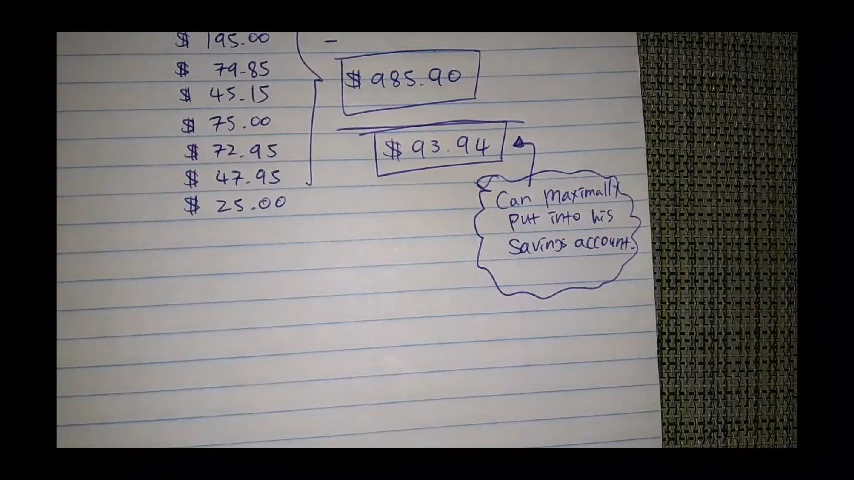 $ 195.00 -
$ 79.85 $ 985.90
$ 45.15
$ 75.00
$ 72.95 $ 93.94
$ 47.95
$ 25.00
Can maximally
put into his
Savings account.